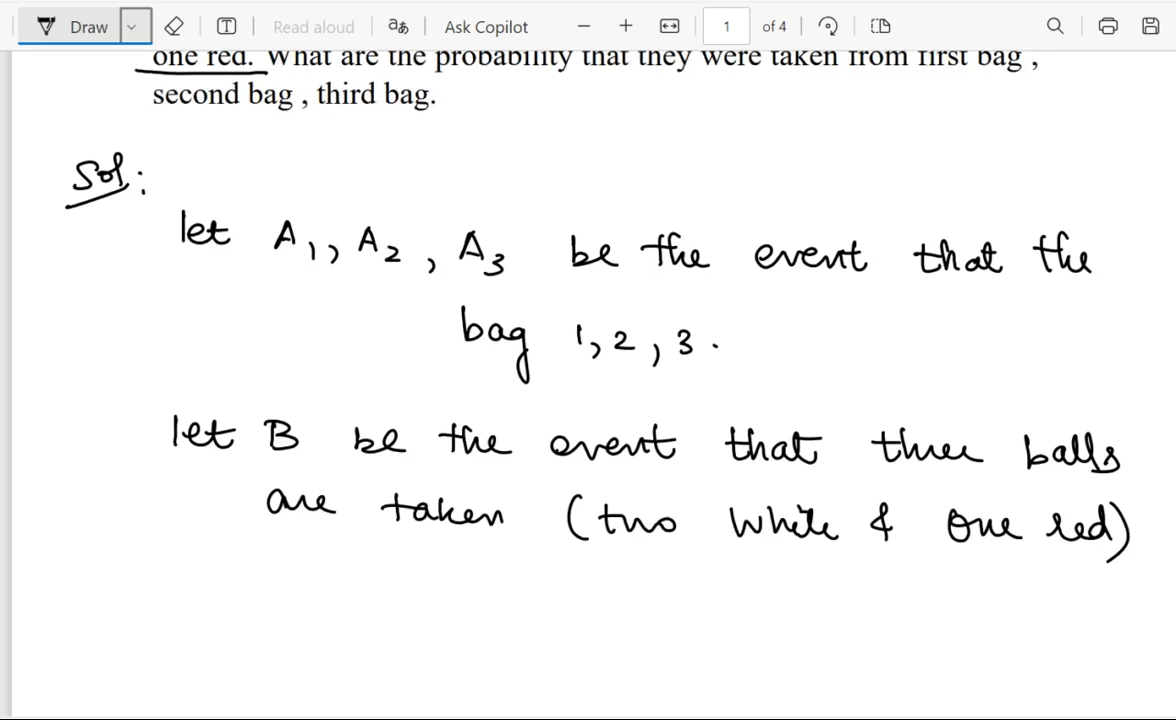 Draw Read aloud aあ Ask Copilot 1 of 4
one red. What are the probability that they were taken from first bag ,
second bag , third bag.
Sol:
let A1, A2, A3 be the event that the
bag 1, 2, 3.
let B be the event that three balls
are taken (two white & one red)